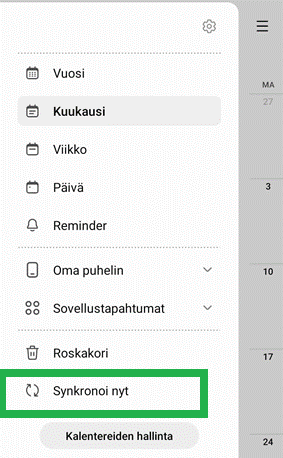 Vuosi
Kuukausi
Viikko
Päivä
Reminder
Oma puhelin
Sovellustapahtumat
Roskakori
Synkronoi nyt
Kalentereiden hallinta
MA
27
3
10
17
24